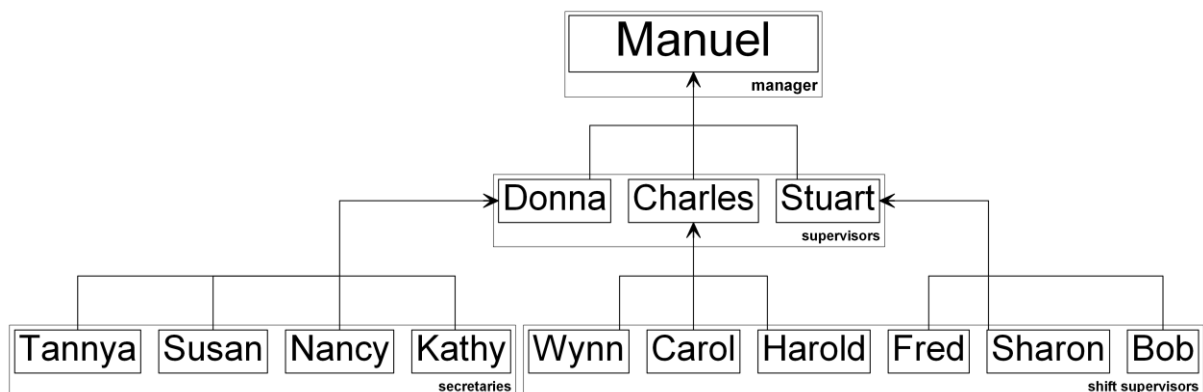 Manuel
manager
Donna Charles Stuart
supervisors
Tannya Susan Nancy Kathy Wynn Carol Harold Fred Sharon Bob
secretaries shift supervisors